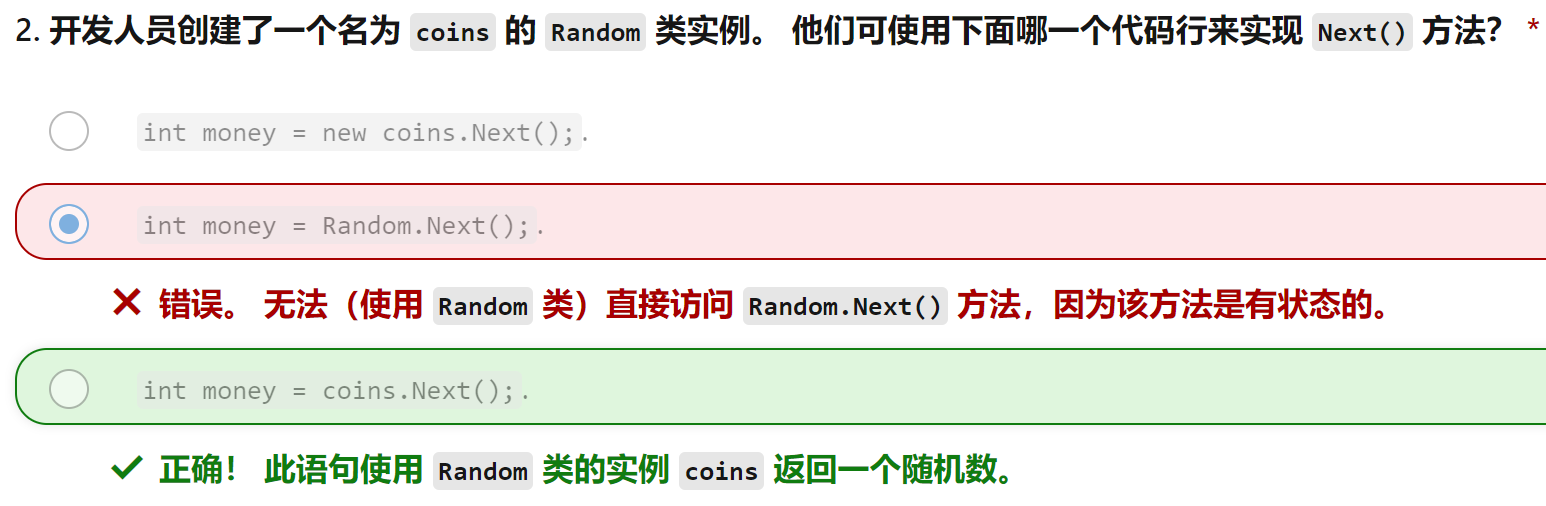 2. 开发人员创建了一个名为 coins 的 Random 类实例。 他们可使用下面哪一个代码行来实现 Next() 方法? *
int money = new coins.Next();.
int money = Random.Next();.
错误。 无法（使用 Random 类）直接访问 Random.Next() 方法，因为该方法是有状态的。
int money = coins.Next();.
正确！ 此语句使用 Random 类的实例 coins 返回一个随机数。